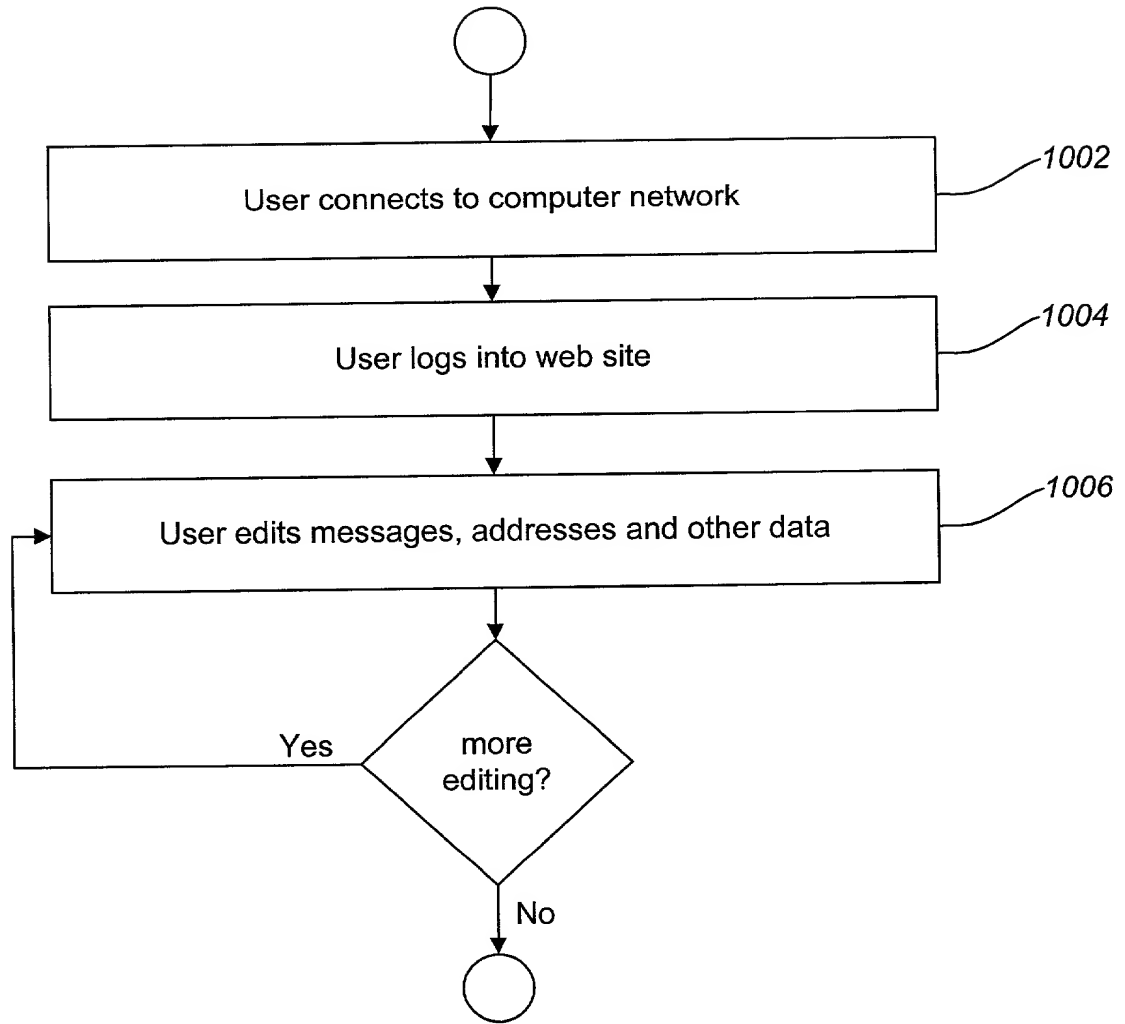 User connects to computer network
1002
User logs into web site
1004
User edits messages, addresses and other data
1006
more
editing?
Yes
No